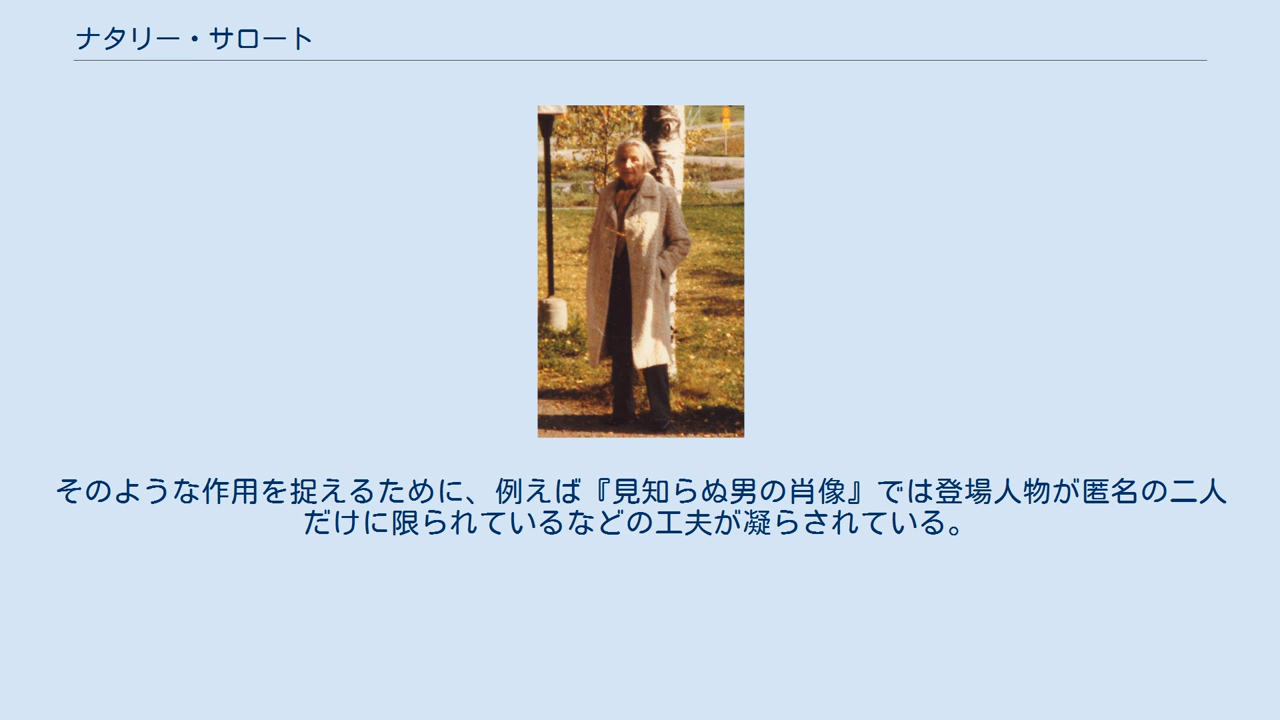 ナタリー・サロート
そのような作用を捉えるために、例えば『見知らぬ男の肖像』では登場人物が匿名の二人
だけに限られているなどの工夫が凝らされている。